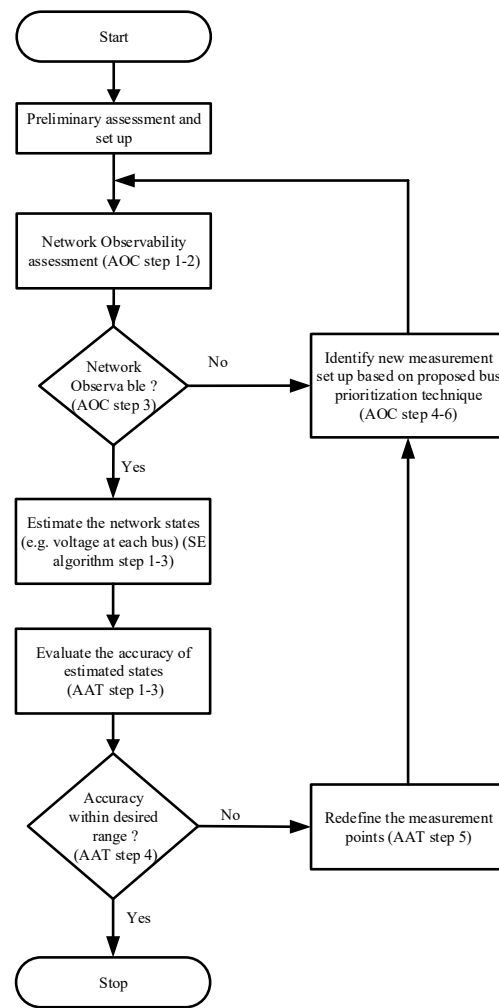 Start
Preliminary assessment and
set up
Network Observability
assessment (AOC step 1-2)
Network
Observa ble ?
(AOC step 3)
No
Identify new measurement
set up based on proposed bus
prioritization technique
(AOC step 4-6)
Yes
Estimate the network states
(e.g. voltage at each bus) (SE
algorithm step 1-3)
Evaluate the accuracy of
estimated states
(AAT step 1-3)
Accuracy
within desired
range ?
(AAT step 4)
No
Redefine the measurement
points (AAT step 5)
Yes
Stop